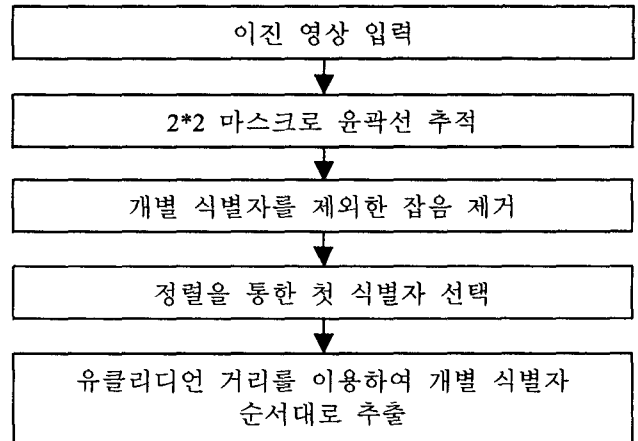 이진 영상 입력
2*2 마스크로 윤곽선 추적
개별 식별자를 제외한 잡음 제거
정렬을 통한 첫 식별자 선택
유클리디언 거리를 이용하여 개별 식별자
순서대로 추출